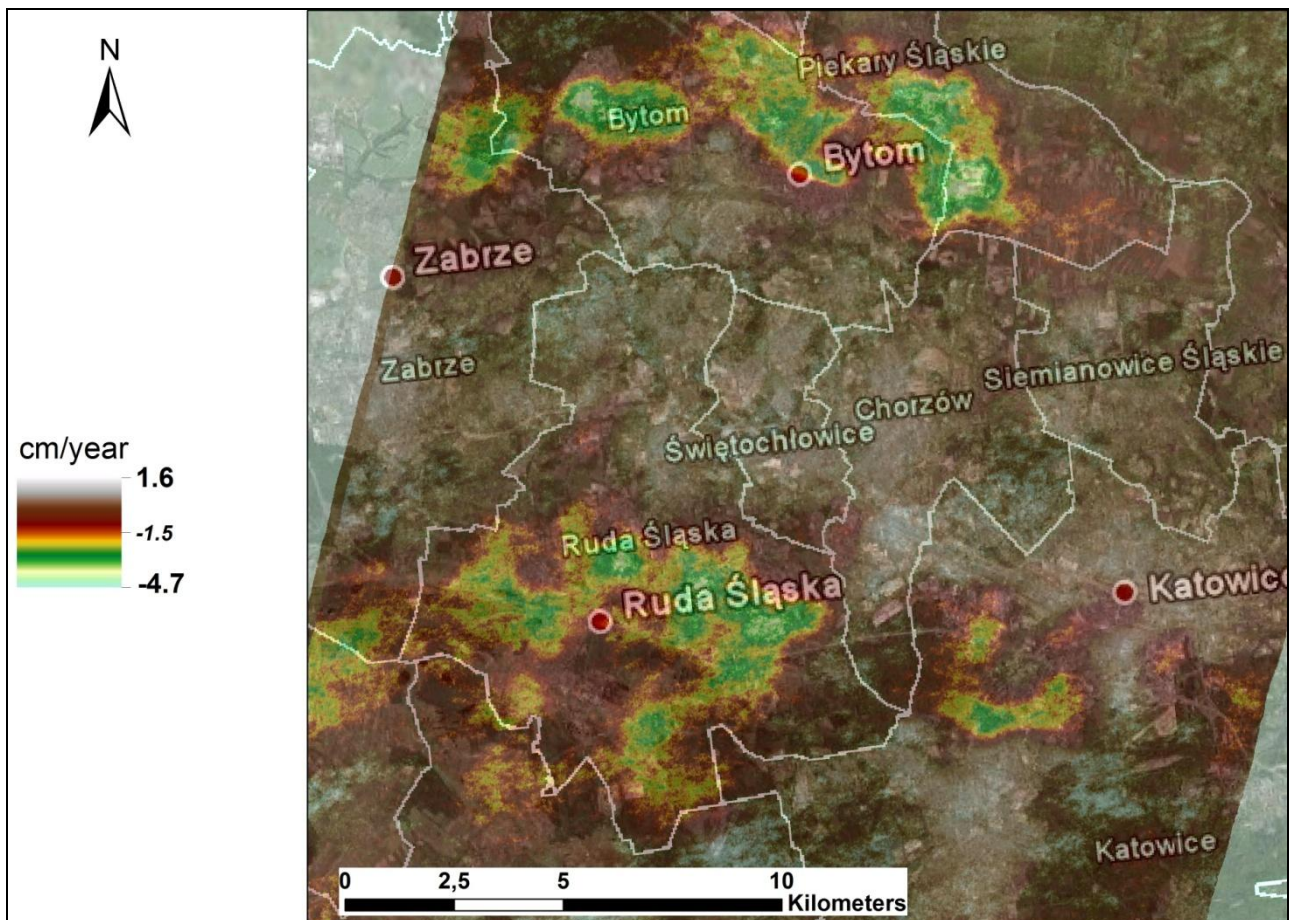 N
Piekary Śląskie
Bytom
Bytom
Zabrze
Zabrze
Siemianowice Śląskie
Chorzów
Świętochłowice
cm/year
1.6
-1.5
-4.7
Ruda Śląska
Ruda Śląska
Katowice
Katowice
0 2,5 5 10
Kilometers